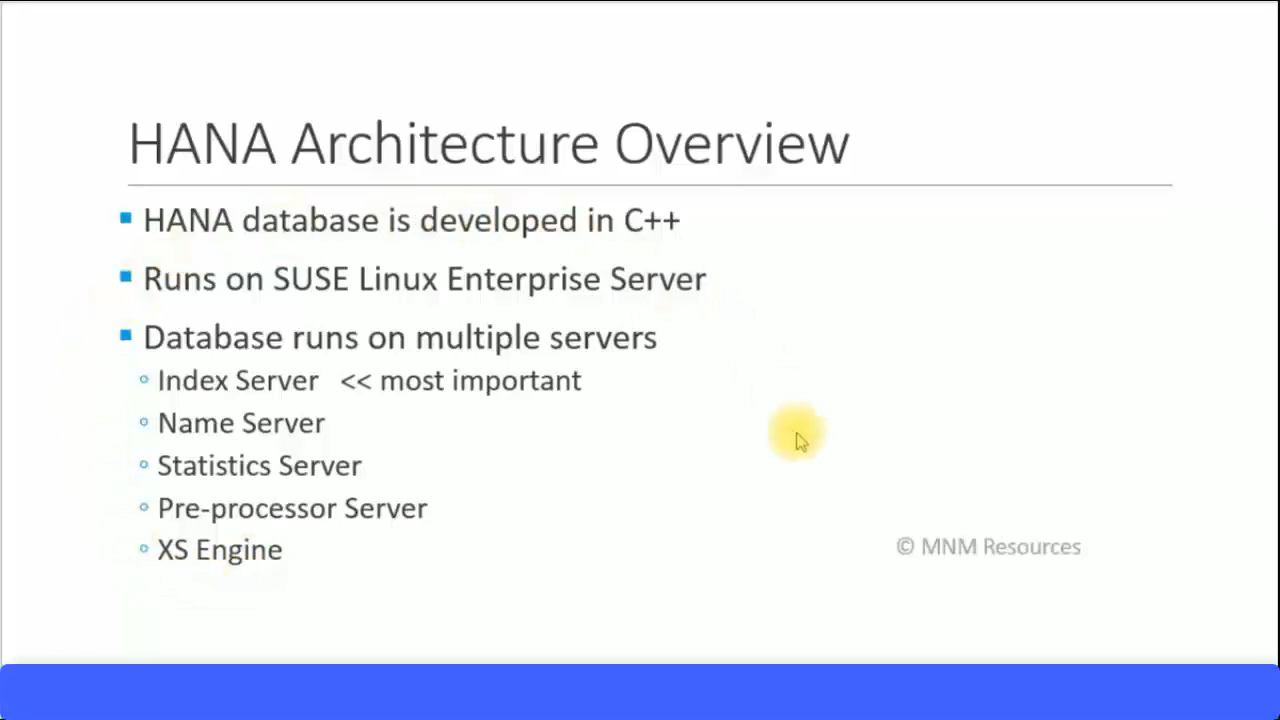 HANA Architecture Overview
HANA database is developed in C++
Runs on SUSE Linux Enterprise Server
Database runs on multiple servers
Index Server << most important
Name Server
Statistics Server
Pre-processor Server
XS Engine
© MNM Resources